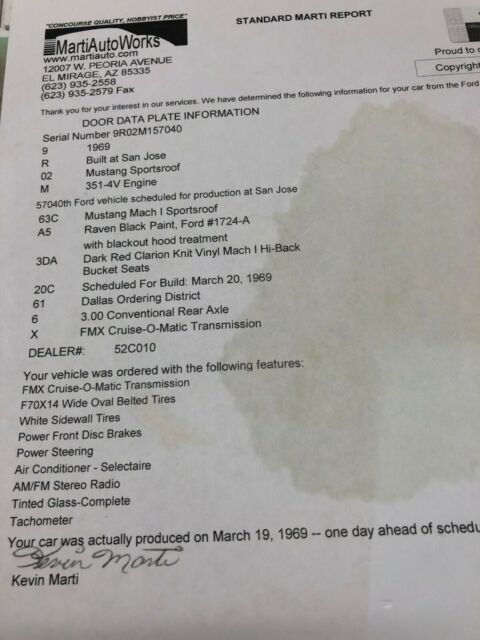 "CONCOURSE QUALITY, HOBBYIST PRICE"
STANDARD MARTI REPORT
MartiAutoWorks
www.martiauto.com
12007 W. PEORIA AVENUE
EL MIRAGE, AZ 85335
(623) 935-2558
(623) 935-2579 Fax
Proud to
Copyright
Thank you for your interest in our services. We have determined the following information for your car from the Ford
DOOR DATA PLATE INFORMATION
Serial Number 9R02M157040
9 1969
R Built at San Jose
02 Mustang Sportsroof
M 351-4V Engine
57040th Ford vehicle scheduled for production at San Jose
63C Mustang Mach I Sportsroof
A5 Raven Black Paint, Ford #1724-A
with blackout hood treatment
3DA Dark Red Clarion Knit Vinyl Mach I Hi-Back
Bucket Seats
20C Scheduled For Build: March 20, 1969
61 Dallas Ordering District
6 3.00 Conventional Rear Axle
X FMX Cruise-O-Matic Transmission
DEALER#: 52C010
Your vehicle was ordered with the following features:
FMX Cruise-O-Matic Transmission
F70X14 Wide Oval Belted Tires
White Sidewall Tires
Power Front Disc Brakes
Power Steering
Air Conditioner - Selectaire
AM/FM Stereo Radio
Tinted Glass-Complete
Tachometer
Your car was actually produced on March 19, 1969 -- one day ahead of schedu
Kevin Marti
Kevin Marti